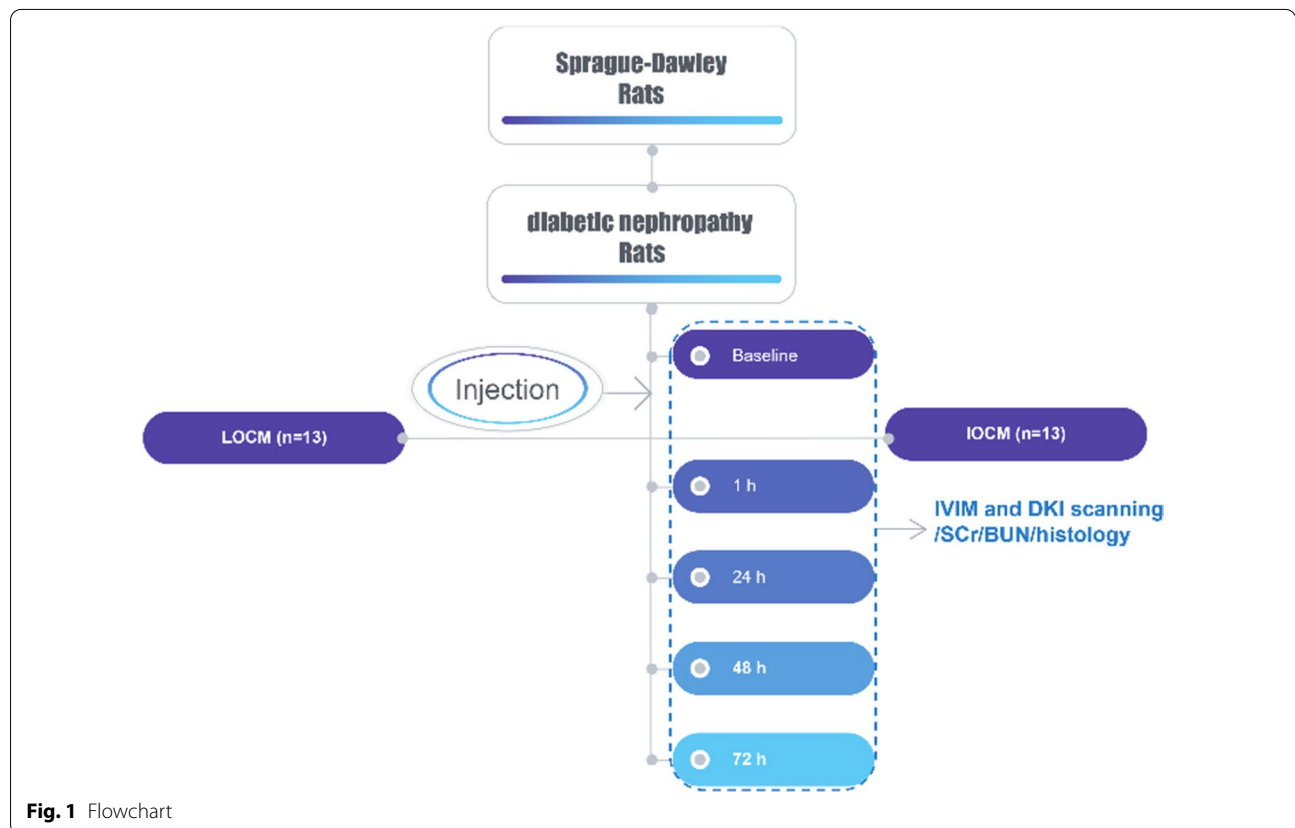 Sprague-Dawley
Rats
diabetic nephropathy
Rats
Baseline
Injection
LOCM (n=13)
IOCM (n=13)
1 h
IVIM and DKI scanning
/SCr/BUN/histology
24 h
48 h
72 h
Fig. 1 Flowchart